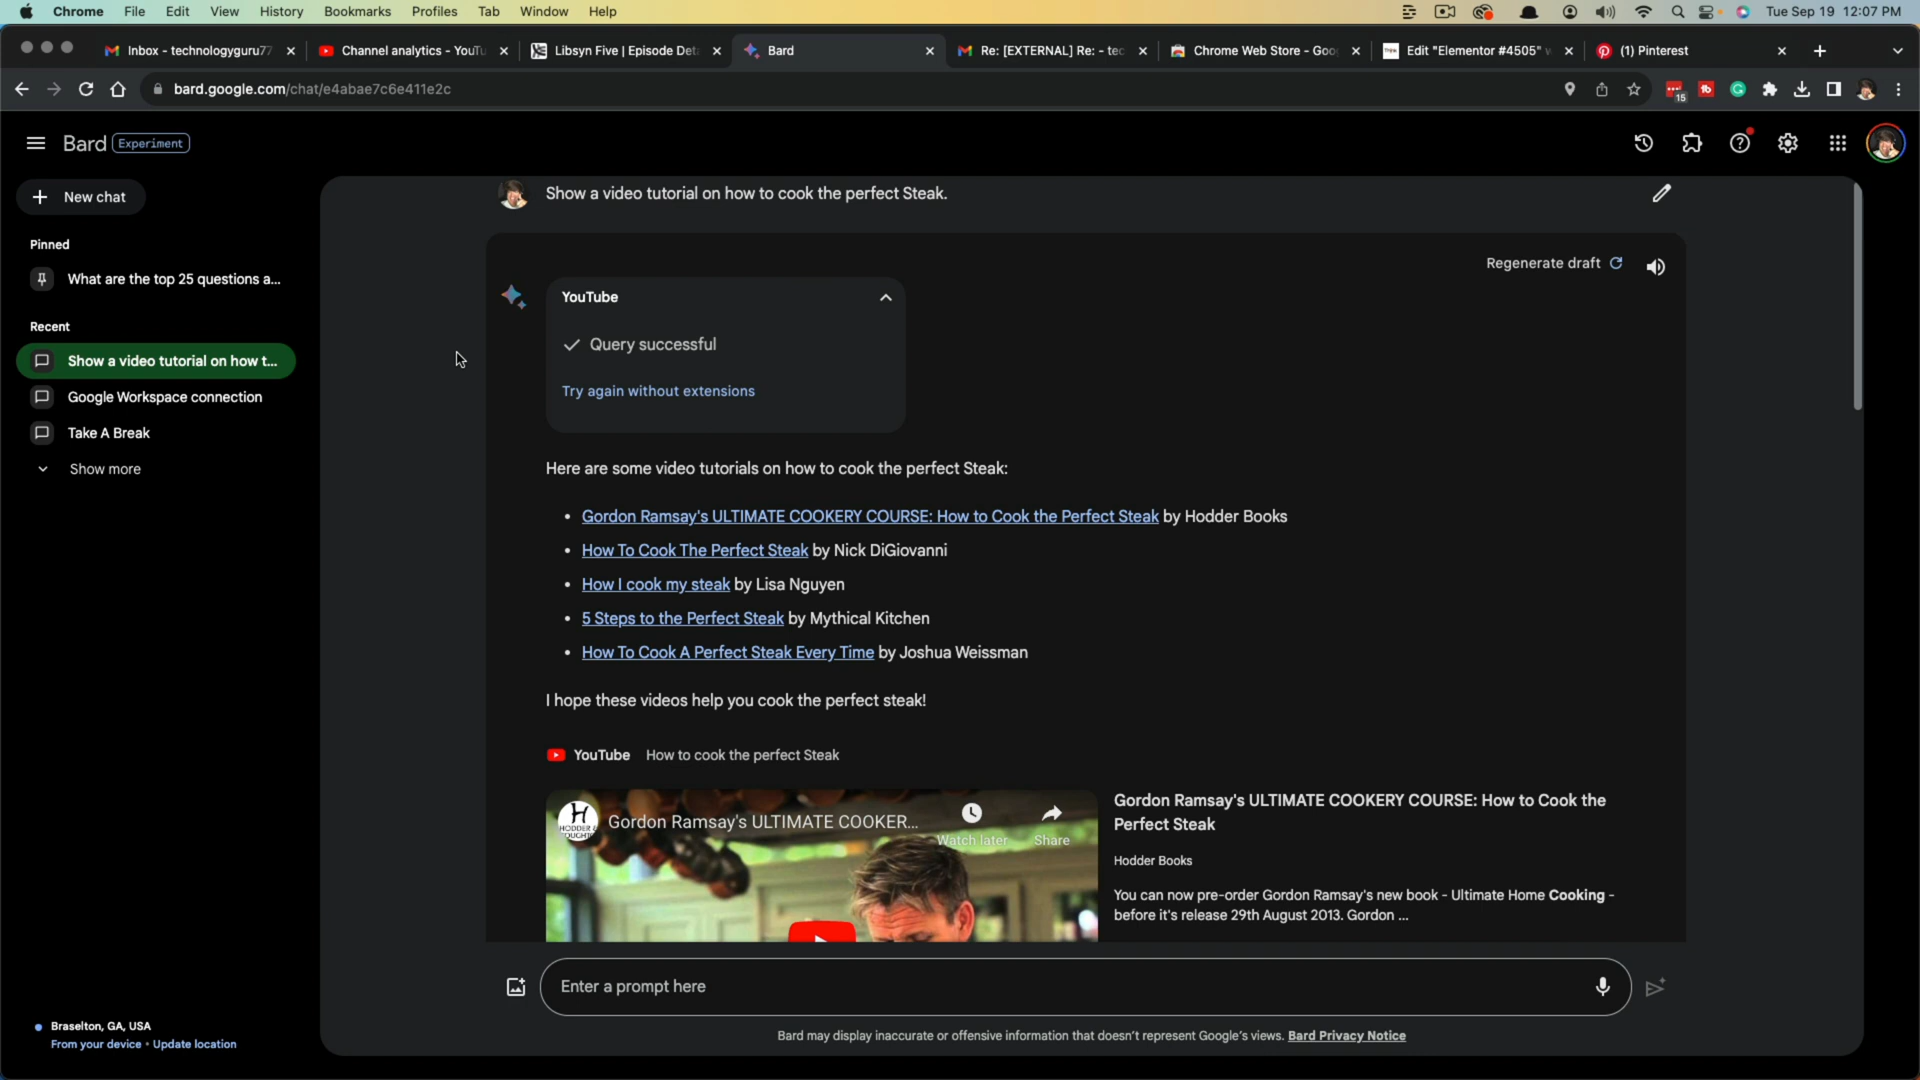 Chrome File Edit View History Bookmarks Profiles Tab Window Help Tue Sep 19 12:07 PM
Inbox - technologyguru77 Channel analytics - YouTu Libsyn Five | Episode Det Bard Re: [EXTERNAL] Re: - tec Chrome Web Store - Goo Edit "Elementor #4505" (1) Pinterest
bard.google.com/chat/e4abae7c6e411e2c 15
Bard Experiment
New chat
Pinned
What are the top 25 questions a...
Recent
Show a video tutorial on how t...
Google Workspace connection
Take A Break
Show more
Braselton, GA, USA
From your device • Update location
Show a video tutorial on how to cook the perfect Steak.
Regenerate draft
YouTube
Query successful
Try again without extensions
Here are some video tutorials on how to cook the perfect Steak:
• Gordon Ramsay's ULTIMATE COOKERY COURSE: How to Cook the Perfect Steak by Hodder Books
• How To Cook The Perfect Steak by Nick DiGiovanni
• How I cook my steak by Lisa Nguyen
• 5 Steps to the Perfect Steak by Mythical Kitchen
• How To Cook A Perfect Steak Every Time by Joshua Weissman
I hope these videos help you cook the perfect steak!
YouTube How to cook the perfect Steak
Gordon Ramsay's ULTIMATE COOKER...
Watch later Share
Gordon Ramsay's ULTIMATE COOKERY COURSE: How to Cook the
Perfect Steak
Hodder Books
You can now pre-order Gordon Ramsay's new book - Ultimate Home Cooking -
before it's release 29th August 2013. Gordon ...
Enter a prompt here
Bard may display inaccurate or offensive information that doesn't represent Google's views. Bard Privacy Notice